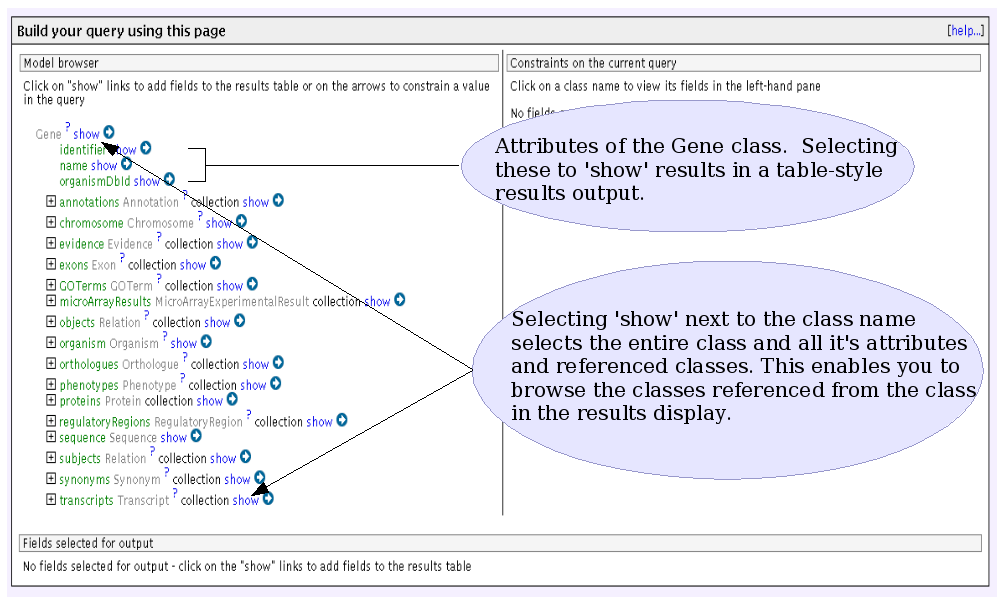 Build your query using this page
[help...]
Model browser
Click on "show" links to add fields to the results table or on the arrows to constrain a value
in the query
Gene ? show
identifier show
name show
organismDbId show
annotations Annotation ? collection show
chromosome Chromosome ? show
evidence Evidence ? collection show
exons Exon ? collection show
GOTerms GOTerm ? collection show
microArrayResults MicroArrayExperimentalResult collection show
objects Relation ? collection show
organism Organism ? show
orthologues Orthologue ? collection show
phenotypes Phenotype ? collection show
proteins Protein collection show
regulatoryRegions RegulatoryRegion ? collection show
sequence Sequence show
subjects Relation ? collection show
synonyms Synonym ? collection show
transcripts Transcript ? collection show
Constraints on the current query
Click on a class name to view its fields in the left-hand pane
No fields
Attributes of the Gene class. Selecting
these to 'show' results in a table-style
results output.
Selecting 'show' next to the class name
selects the entire class and all it's attributes
and referenced classes. This enables you to
browse the classes referenced from the class
in the results display.
Fields selected for output
No fields selected for output - click on the "show" links to add fields to the results table